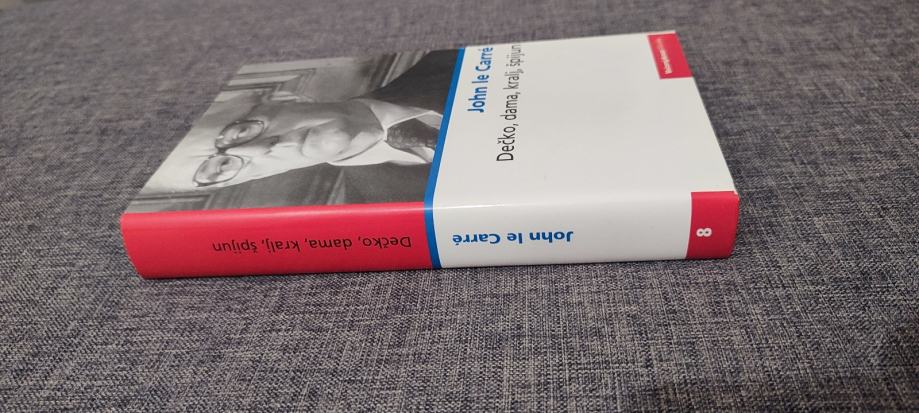 John le Carré
Dečko, dama, kralj, špijun
Dečko, dama, kralj, špijun
John le Carré
8